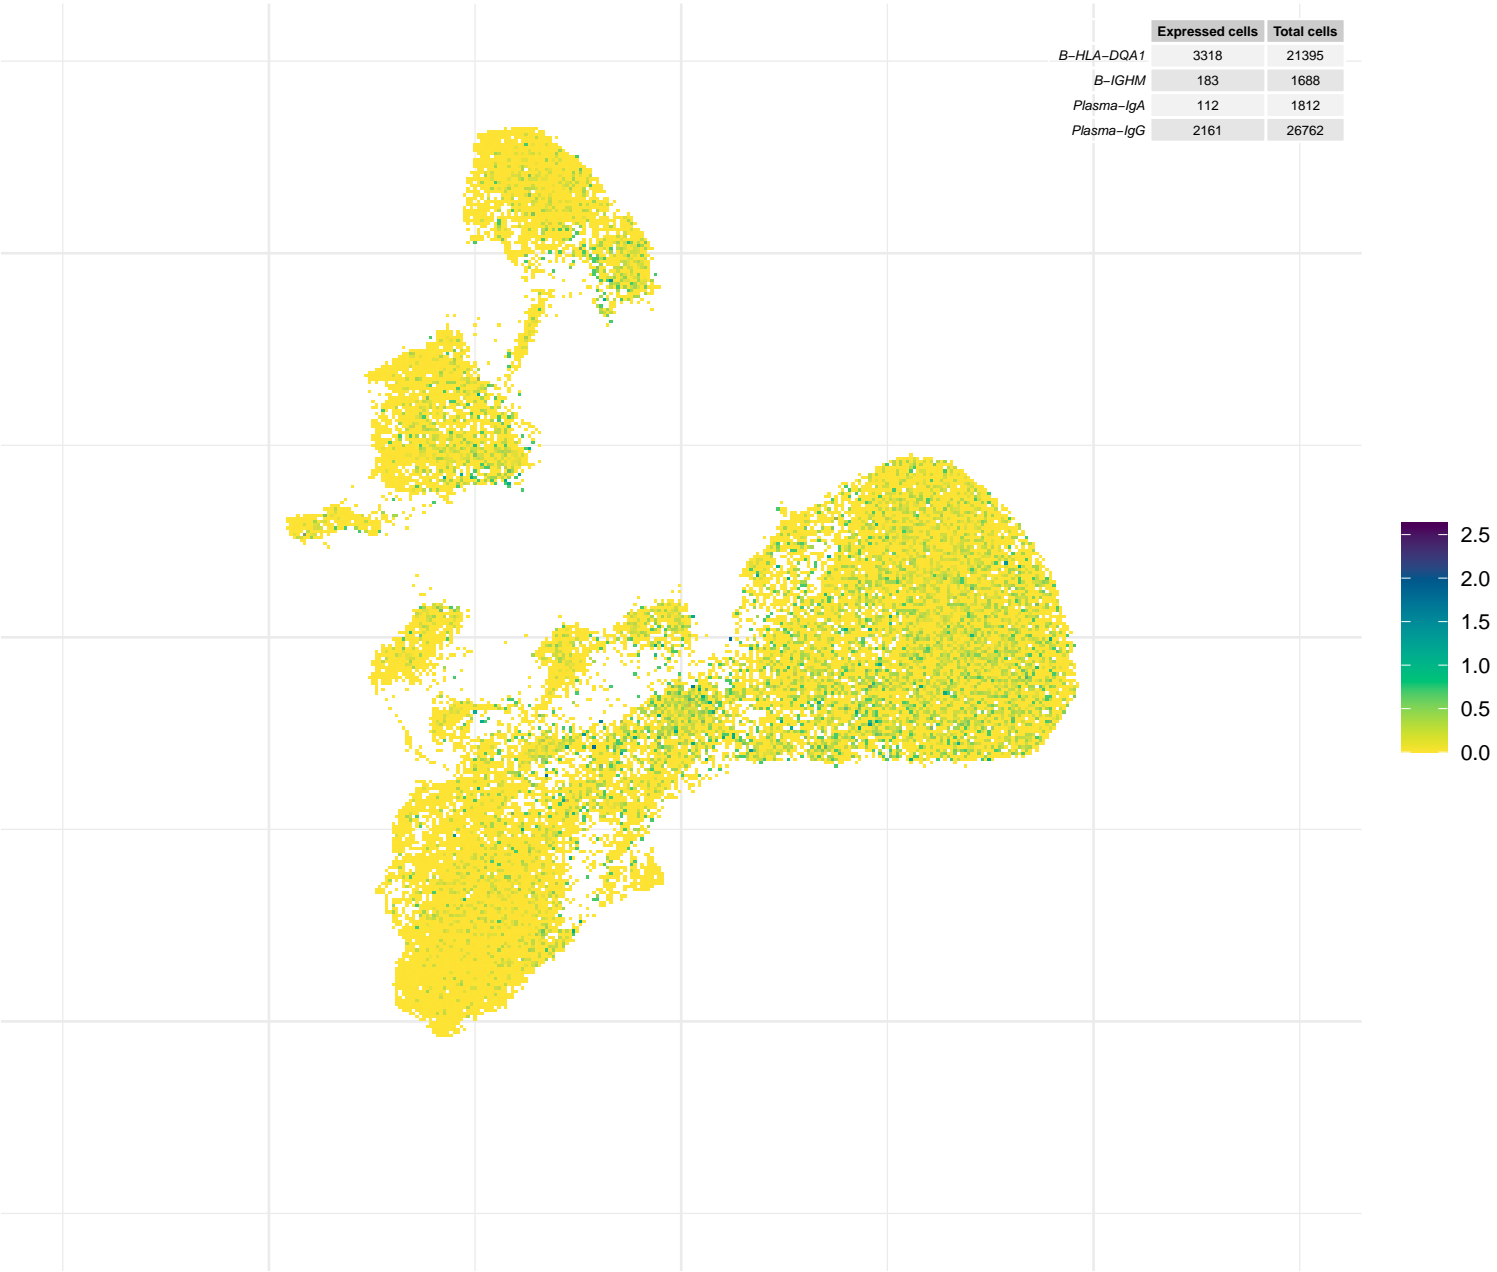 Expressed cells Total cells
B−HLA−DQA1 3318 21395
B−IGHM 183 1688
Plasma−IgA 112 1812
Plasma−IgG 2161 26762
2.5
2.0
1.5
1.0
0.5
0.0